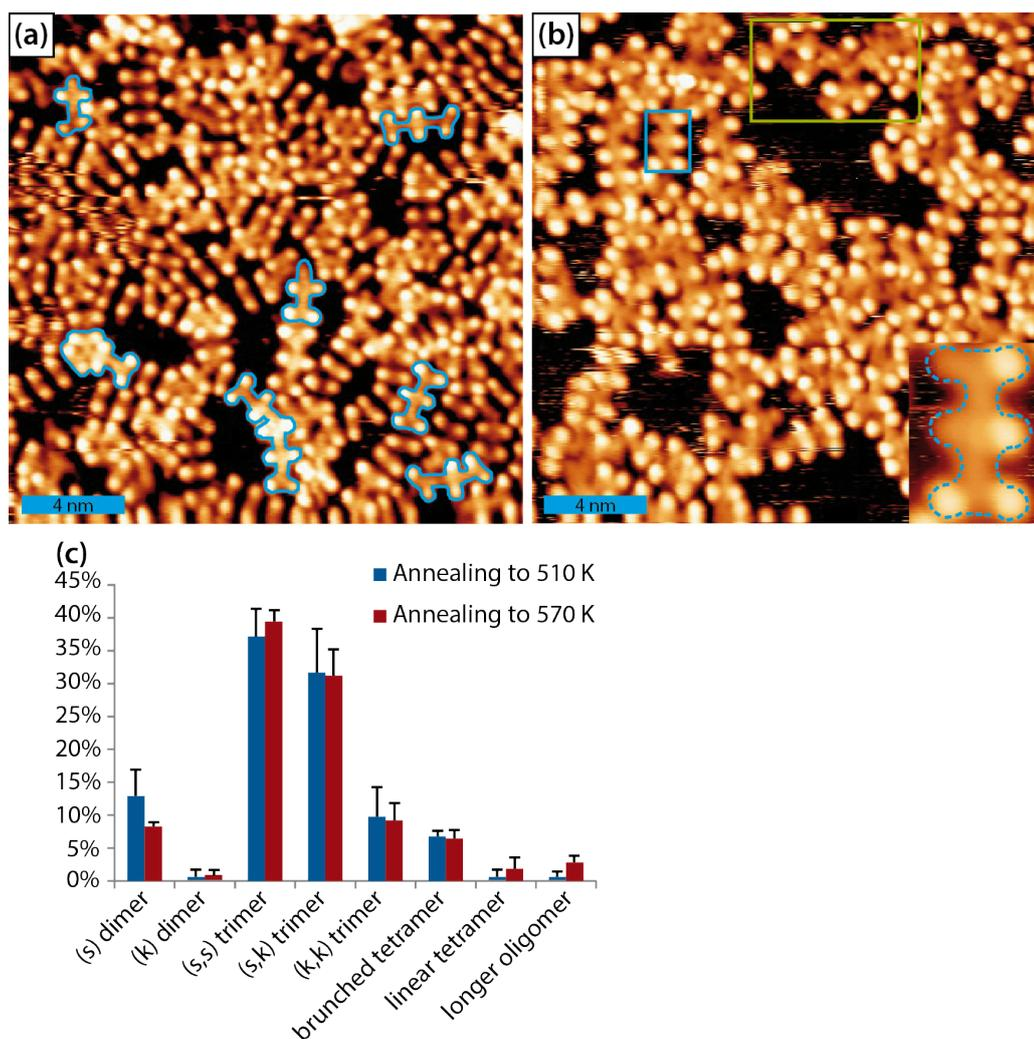 (a)
(b)
4 nm
4 nm
(c)
Annealing to 510 K
Annealing to 570 K
45%
40%
35%
30%
25%
20%
15%
10%
5%
0%
(s) dimer
(k) dimer
(s,s) trimer
(s,k) trimer
(k,k) trimer
brunched tetramer
linear tetramer
longer oligomer